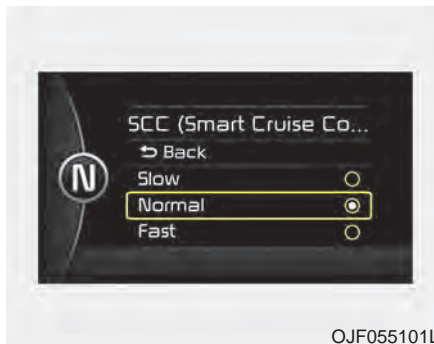 SCC (Smart Cruise Co...
Back
N
Slow
Normal
Fast
OJF055101L